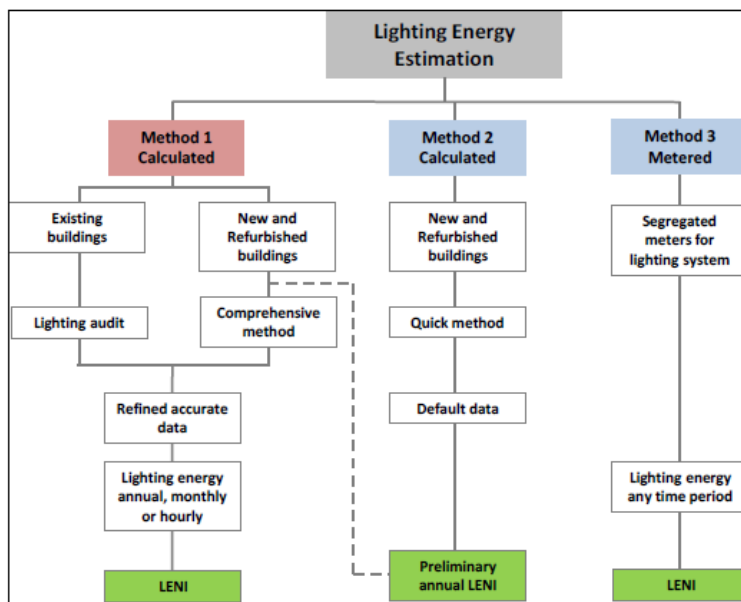 Lighting Energy
Estimation
Method 1
Calculated
Method 2
Calculated
Method 3
Metered
Existing
buildings
New and
Refurbished
buildings
New and
Refurbished
buildings
Segregated
meters for
lighting system
Lighting audit
Comprehensive
method
Quick method
Refined accurate
data
Default data
Lighting energy
annual, monthly
or hourly
Lighting energy
any time period
LENI
Preliminary
annual LENI
LENI